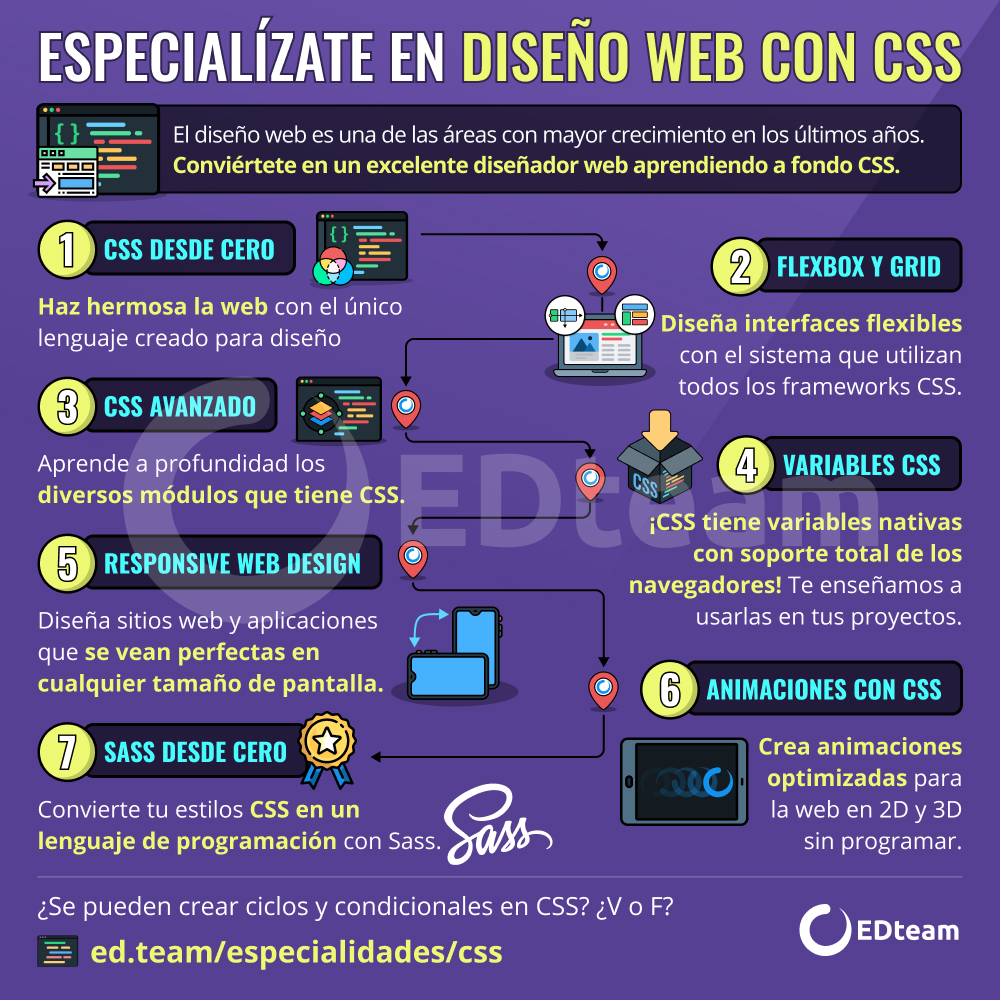 ESPECIALÍZATE EN DISEÑO WEB CON CSS
El diseño web es una de las áreas con mayor crecimiento en los últimos años.
Conviértete en un excelente diseñador web aprendiendo a fondo CSS.
1 CSS DESDE CERO
Haz hermosa la web con el único
lenguaje creado para diseño
2 FLEXBOX Y GRID
Diseña interfaces flexibles
con el sistema que utilizan
todos los frameworks CSS.
3 CSS AVANZADO
Aprende a profundidad los
diversos módulos que tiene CSS.
CSS
4 VARIABLES CSS
¡CSS tiene variables nativas
con soporte total de los
navegadores! Te enseñamos a
usarlas en tus proyectos.
EDteam
5 RESPONSIVE WEB DESIGN
Diseña sitios web y aplicaciones
que se vean perfectas en
cualquier tamaño de pantalla.
6 ANIMACIONES CON CSS
Crea animaciones
optimizadas para
la web en 2D y 3D
sin programar.
7 SASS DESDE CERO
Convierte tu estilos CSS en un
lenguaje de programación con Sass.
Sass
¿Se pueden crear ciclos y condicionales en CSS? ¿V o F?
ed.team/especialidades/css
EDteam